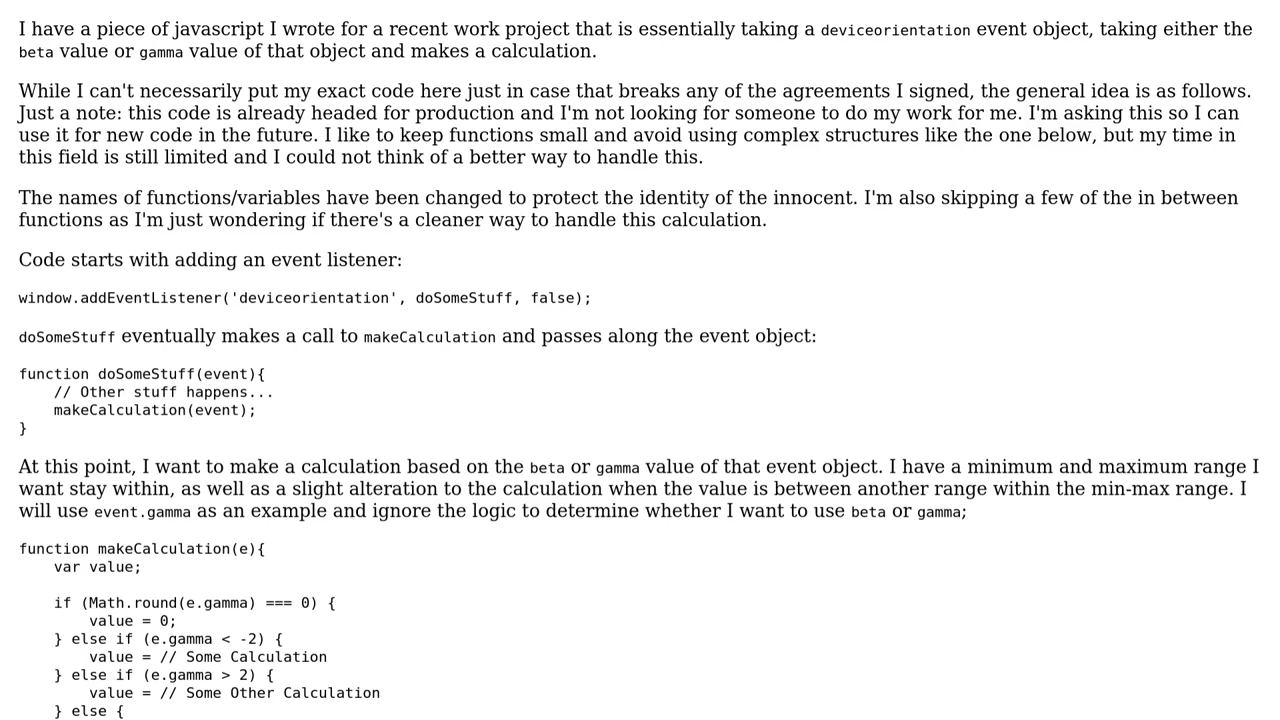 I have a piece of javascript I wrote for a recent work project that is essentially taking a deviceorientation event object, taking either the
beta value or gamma value of that object and makes a calculation.
While I can't necessarily put my exact code here just in case that breaks any of the agreements I signed, the general idea is as follows.
Just a note: this code is already headed for production and I'm not looking for someone to do my work for me. I'm asking this so I can
use it for new code in the future. I like to keep functions small and avoid using complex structures like the one below, but my time in
this field is still limited and I could not think of a better way to handle this.
The names of functions/variables have been changed to protect the identity of the innocent. I'm also skipping a few of the in between
functions as I'm just wondering if there's a cleaner way to handle this calculation.
Code starts with adding an event listener:
window.addEventListener('deviceorientation', doSomeStuff, false);
doSomeStuff eventually makes a call to makeCalculation and passes along the event object:
function doSomeStuff(event){
    // Other stuff happens...
    makeCalculation(event);
}
At this point, I want to make a calculation based on the beta or gamma value of that event object. I have a minimum and maximum range I
want stay within, as well as a slight alteration to the calculation when the value is between another range within the min-max range. I
will use event.gamma as an example and ignore the logic to determine whether I want to use beta or gamma;
function makeCalculation(e){
    var value;
    if (Math.round(e.gamma) === 0) {
        value = 0;
    } else if (e.gamma < -2) {
        value = // Some Calculation
    } else if (e.gamma > 2) {
        value = // Some Other Calculation
    } else {